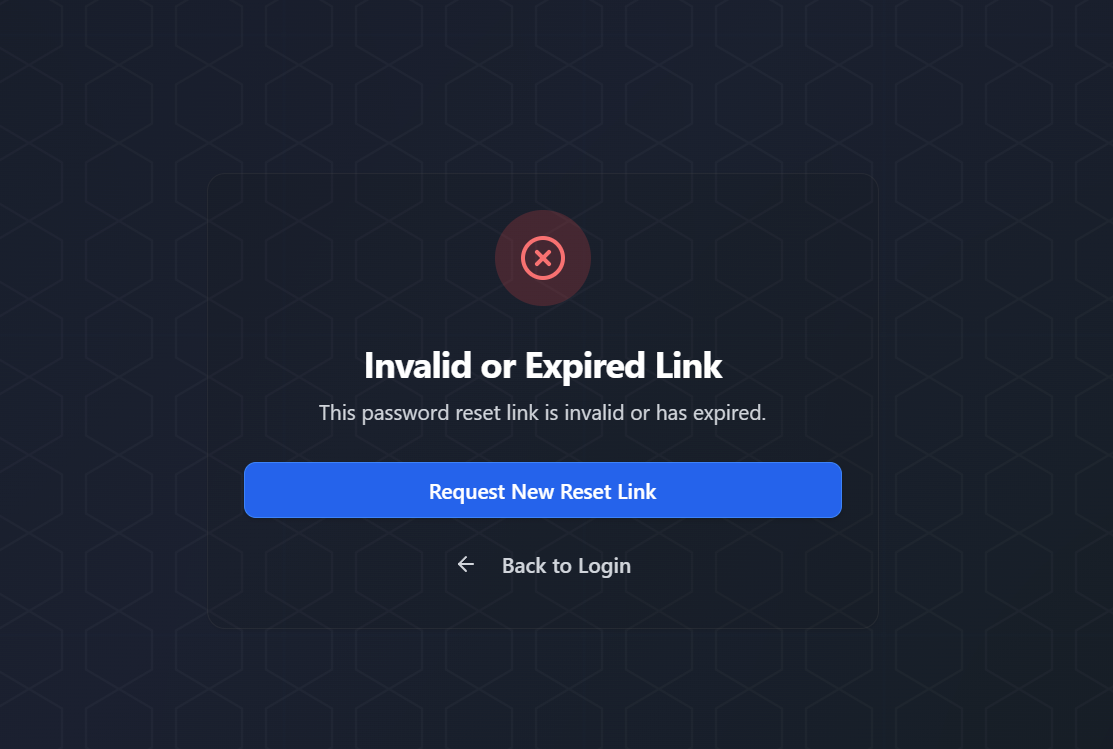 Invalid or Expired Link
This password reset link is invalid or has expired.
Request New Reset Link
Back to Login